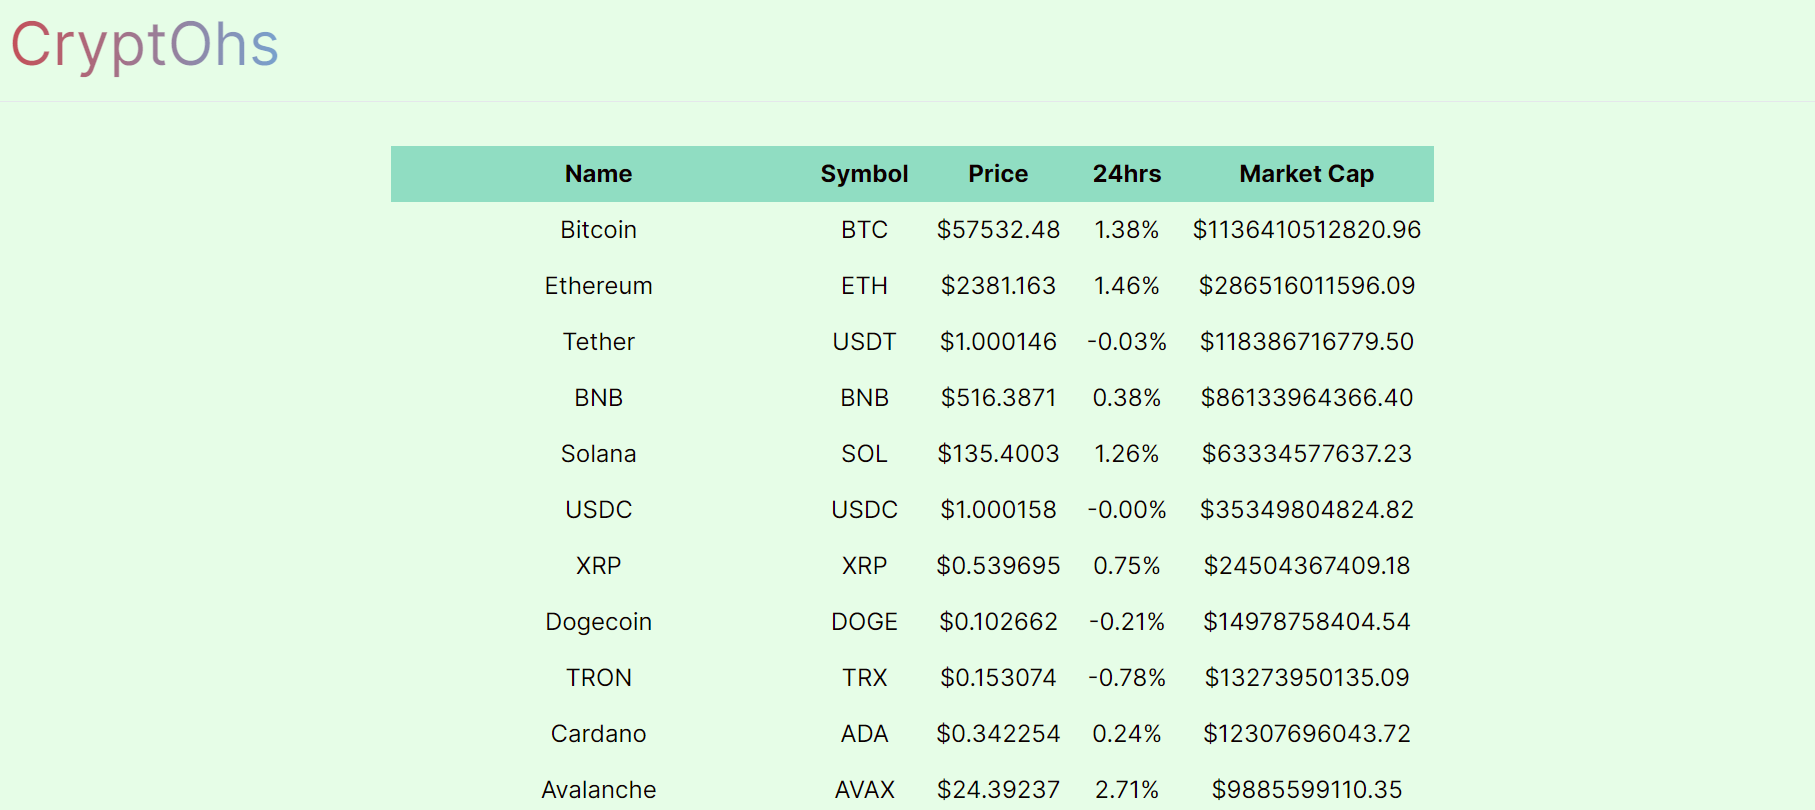 CryptOhs
Name Symbol Price 24hrs Market Cap
Bitcoin BTC $57532.48 1.38% $1136410512820.96
Ethereum ETH $2381.163 1.46% $286516011596.09
Tether USDT $1.000146 -0.03% $118386716779.50
BNB BNB $516.3871 0.38% $86133964366.40
Solana SOL $135.4003 1.26% $63334577637.23
USDC USDC $1.000158 -0.00% $35349804824.82
XRP XRP $0.539695 0.75% $24504367409.18
Dogecoin DOGE $0.102662 -0.21% $14978758404.54
TRON TRX $0.153074 -0.78% $13273950135.09
Cardano ADA $0.342254 0.24% $12307696043.72
Avalanche AVAX $24.39237 2.71% $9885599110.35